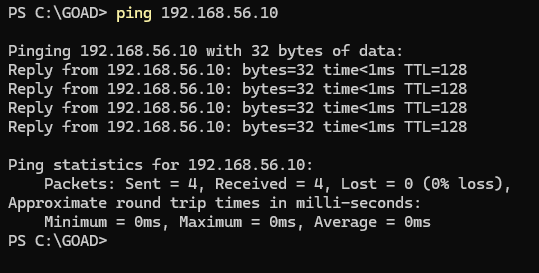 PS C:\GOAD> ping 192.168.56.10
Pinging 192.168.56.10 with 32 bytes of data:
Reply from 192.168.56.10: bytes=32 time<1ms TTL=128
Reply from 192.168.56.10: bytes=32 time<1ms TTL=128
Reply from 192.168.56.10: bytes=32 time<1ms TTL=128
Reply from 192.168.56.10: bytes=32 time<1ms TTL=128
Ping statistics for 192.168.56.10:
    Packets: Sent = 4, Received = 4, Lost = 0 (0% loss),
Approximate round trip times in milli-seconds:
    Minimum = 0ms, Maximum = 0ms, Average = 0ms
PS C:\GOAD>